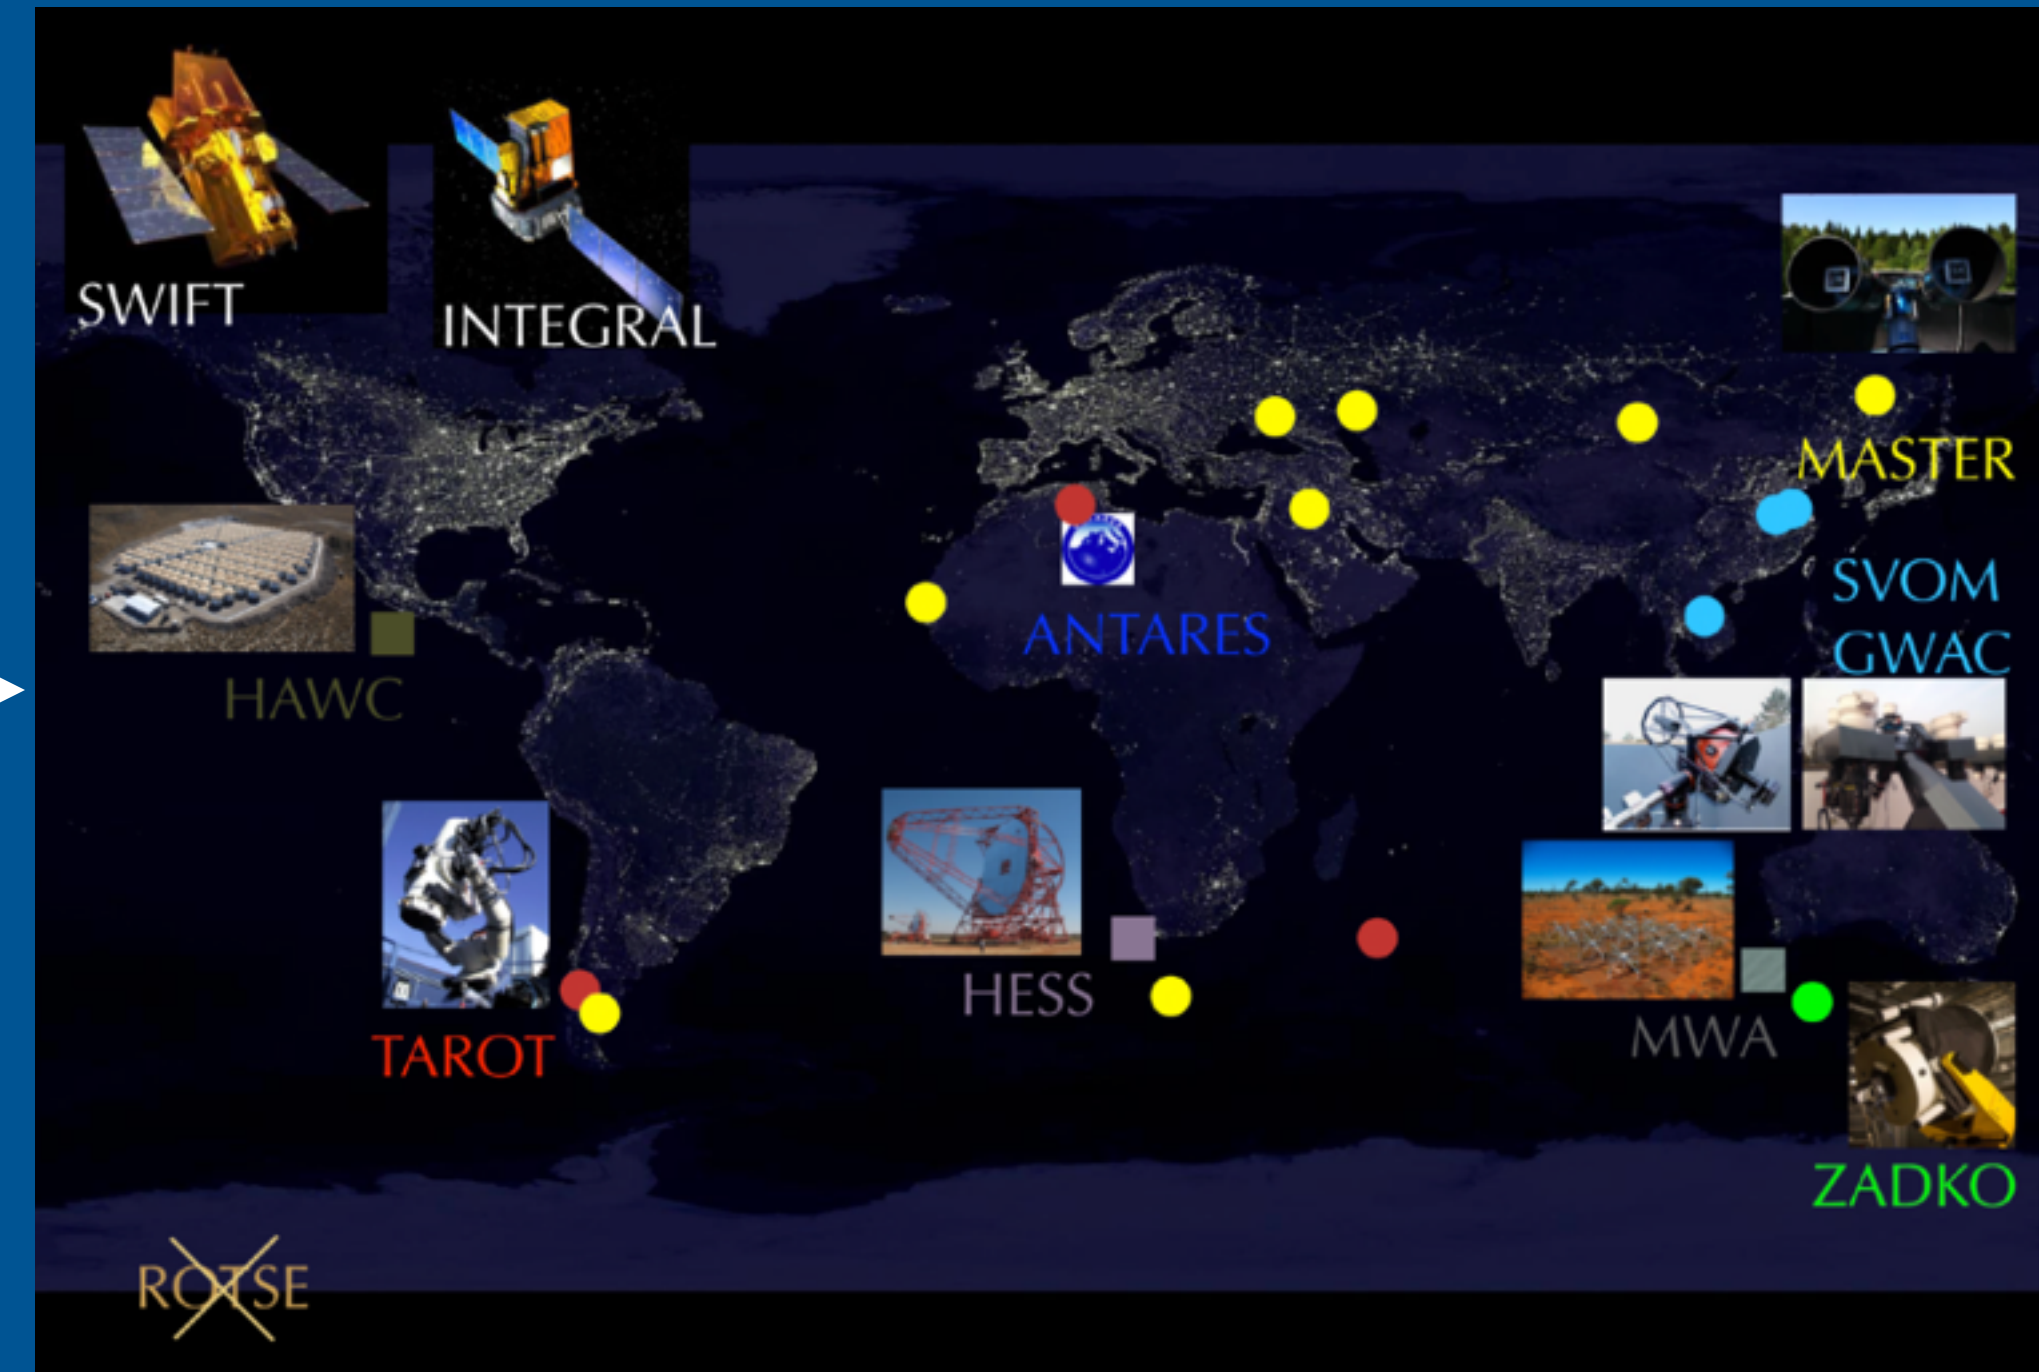 SWIFT
INTEGRAL
MASTER
SVOM
GWAC
ANTARES
HAWC
HESS
TAROT
MWA
ZADKO
ROTSE